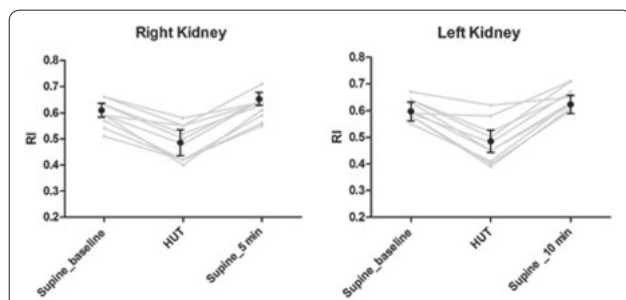 Right Kidney
0.8
0.7
0.6
0.5
0.4
0.3
0.2
RI
Supine_baseline
HUT
Supine_5 min
Left Kidney
0.8
0.7
0.6
0.5
0.4
0.3
0.2
RI
Supine_baseline
HUT
Supine _10 min